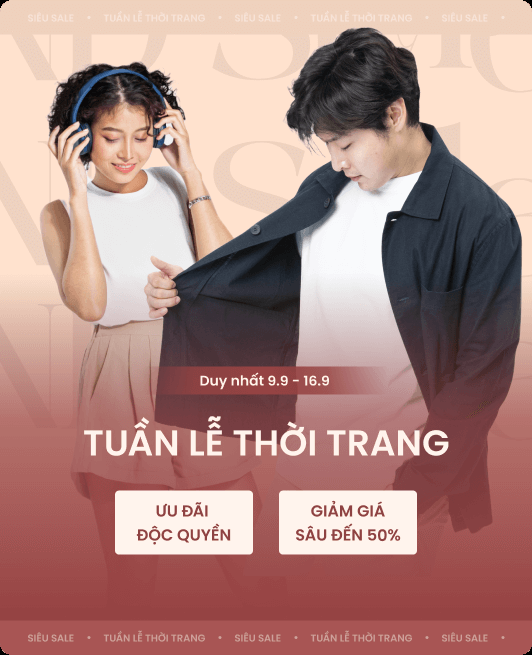 SIÊU SALE • TUẦN LỄ THỜI TRANG • SIÊU SALE • TUẦN LỄ THỜI TRANG • SIÊU SALE •
Duy nhất 9.9 - 16.9
TUẦN LỄ THỜI TRANG
ƯU ĐÃI
ĐỘC QUYỀN
GIẢM GIÁ
SÂU ĐẾN 50%
SIÊU SALE • TUẦN LỄ THỜI TRANG • SIÊU SALE • TUẦN LỄ THỜI TRANG • SIÊU SALE •